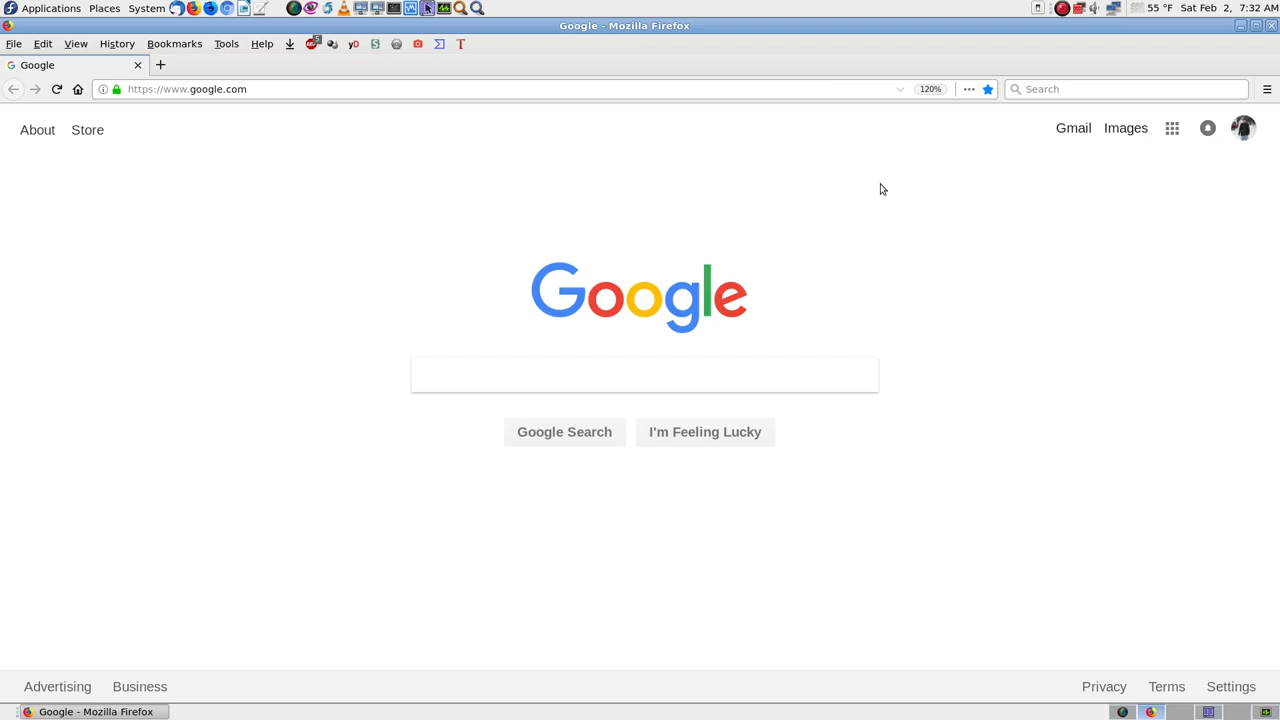 Applications Places System 55 °F Sat Feb 2, 7:32 AM
Google - Mozilla Firefox
File Edit View History Bookmarks Tools Help
Google
https://www.google.com 120% Search
About Store Gmail Images
Google
Google Search I'm Feeling Lucky
Advertising Business Privacy Terms Settings
Google - Mozilla Firefox